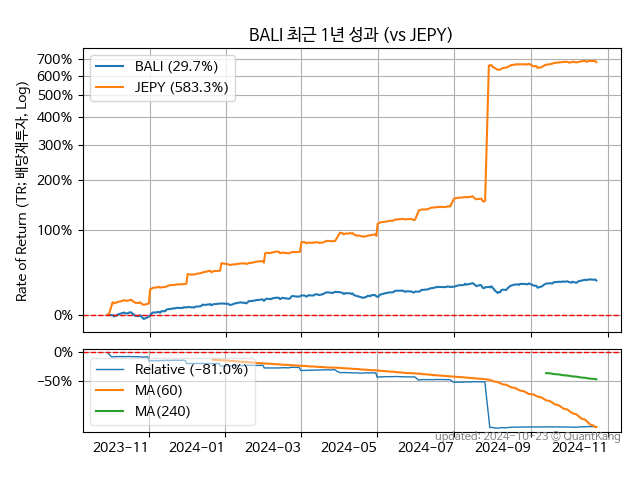 BALI 최근 1년 성과 (vs JEPY)
Rate of Return (TR; 배당재투자, Log)
700%
600%
500%
400%
300%
200%
100%
0%
BALI (29.7%)
JEPY (583.3%)
0%
−50%
Relative (−81.0%)
MA(60)
MA(240)
updated: 2024-10-23 © QuantKang
2023-11 2024-01 2024-03 2024-05 2024-07 2024-09 2024-11